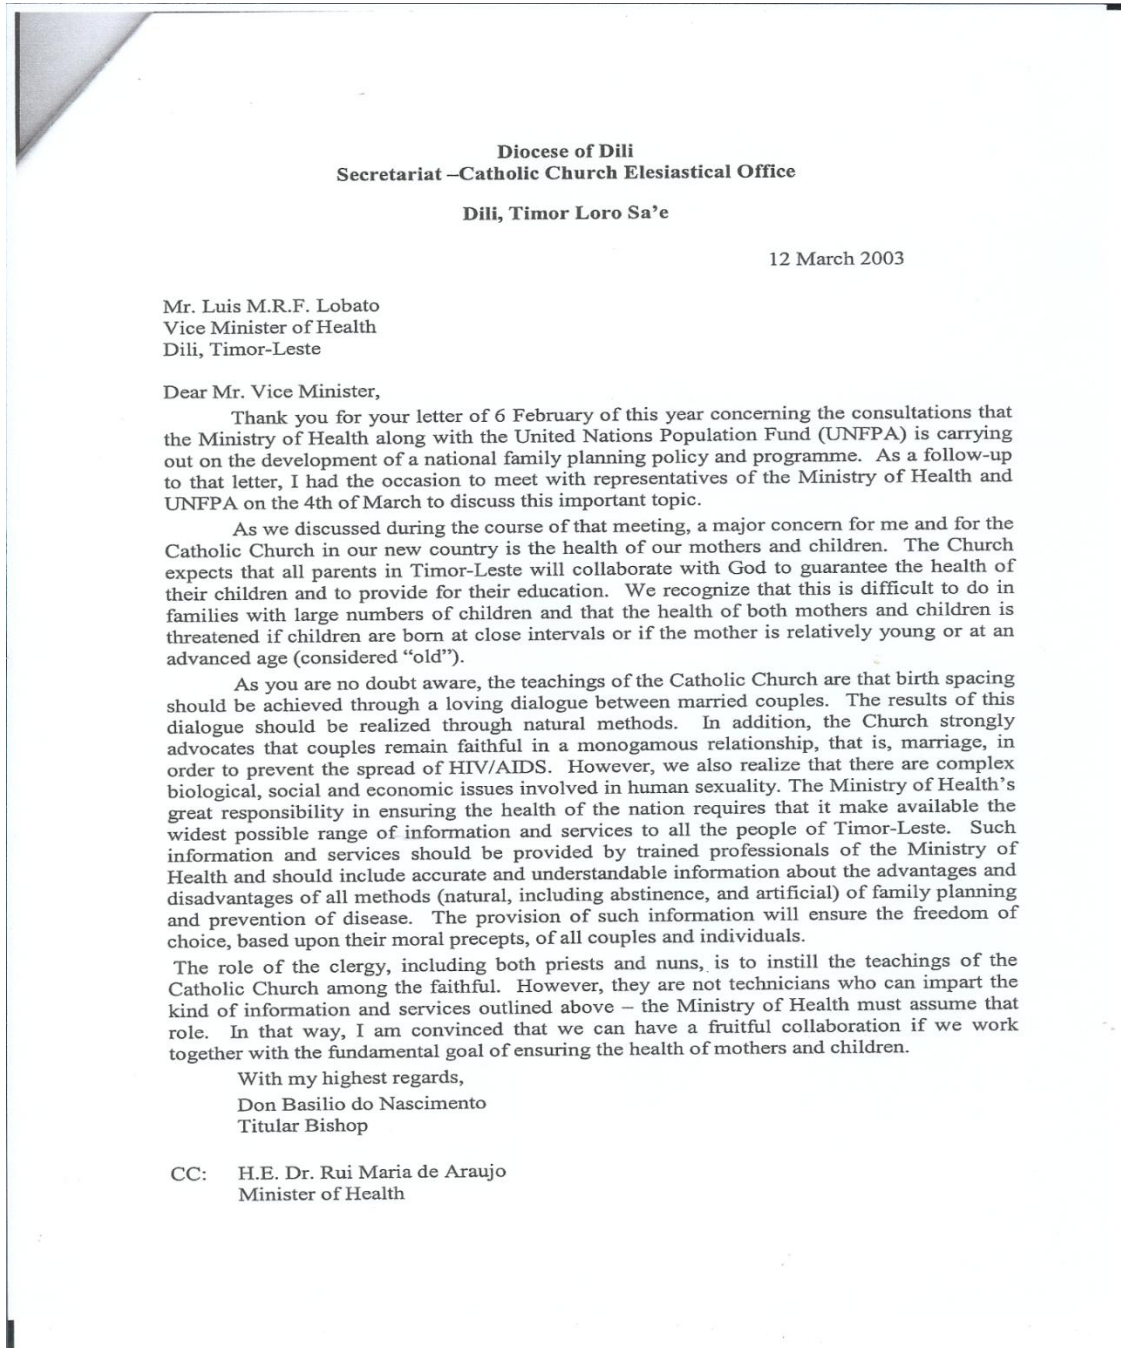 Diocese of Dili
Secretariat –Catholic Church Elesiastical Office
Dili, Timor Loro Sa’e
12 March 2003
Mr. Luis M.R.F. Lobato
Vice Minister of Health
Dili, Timor-Leste
Dear Mr. Vice Minister,
Thank you for your letter of 6 February of this year concerning the consultations that
the Ministry of Health along with the United Nations Population Fund (UNFPA) is carrying
out on the development of a national family planning policy and programme. As a follow-up
to that letter, I had the occasion to meet with representatives of the Ministry of Health and
UNFPA on the 4th of March to discuss this important topic.
As we discussed during the course of that meeting, a major concern for me and for the
Catholic Church in our new country is the health of our mothers and children. The Church
expects that all parents in Timor-Leste will collaborate with God to guarantee the health of
their children and to provide for their education. We recognize that this is difficult to do in
families with large numbers of children and that the health of both mothers and children is
threatened if children are born at close intervals or if the mother is relatively young or at an
advanced age (considered “old”).
As you are no doubt aware, the teachings of the Catholic Church are that birth spacing
should be achieved through a loving dialogue between married couples. The results of this
dialogue should be realized through natural methods. In addition, the Church strongly
advocates that couples remain faithful in a monogamous relationship, that is, marriage, in
order to prevent the spread of HIV/AIDS. However, we also realize that there are complex
biological, social and economic issues involved in human sexuality. The Ministry of Health’s
great responsibility in ensuring the health of the nation requires that it make available the
widest possible range of information and services to all the people of Timor-Leste. Such
information and services should be provided by trained professionals of the Ministry of
Health and should include accurate and understandable information about the advantages and
disadvantages of all methods (natural, including abstinence, and artificial) of family planning
and prevention of disease. The provision of such information will ensure the freedom of
choice, based upon their moral precepts, of all couples and individuals.
The role of the clergy, including both priests and nuns, is to instill the teachings of the
Catholic Church among the faithful. However, they are not technicians who can impart the
kind of information and services outlined above – the Ministry of Health must assume that
role. In that way, I am convinced that we can have a fruitful collaboration if we work
together with the fundamental goal of ensuring the health of mothers and children.
With my highest regards,
Don Basilio do Nascimento
Titular Bishop
CC: H.E. Dr. Rui Maria de Araujo
Minister of Health